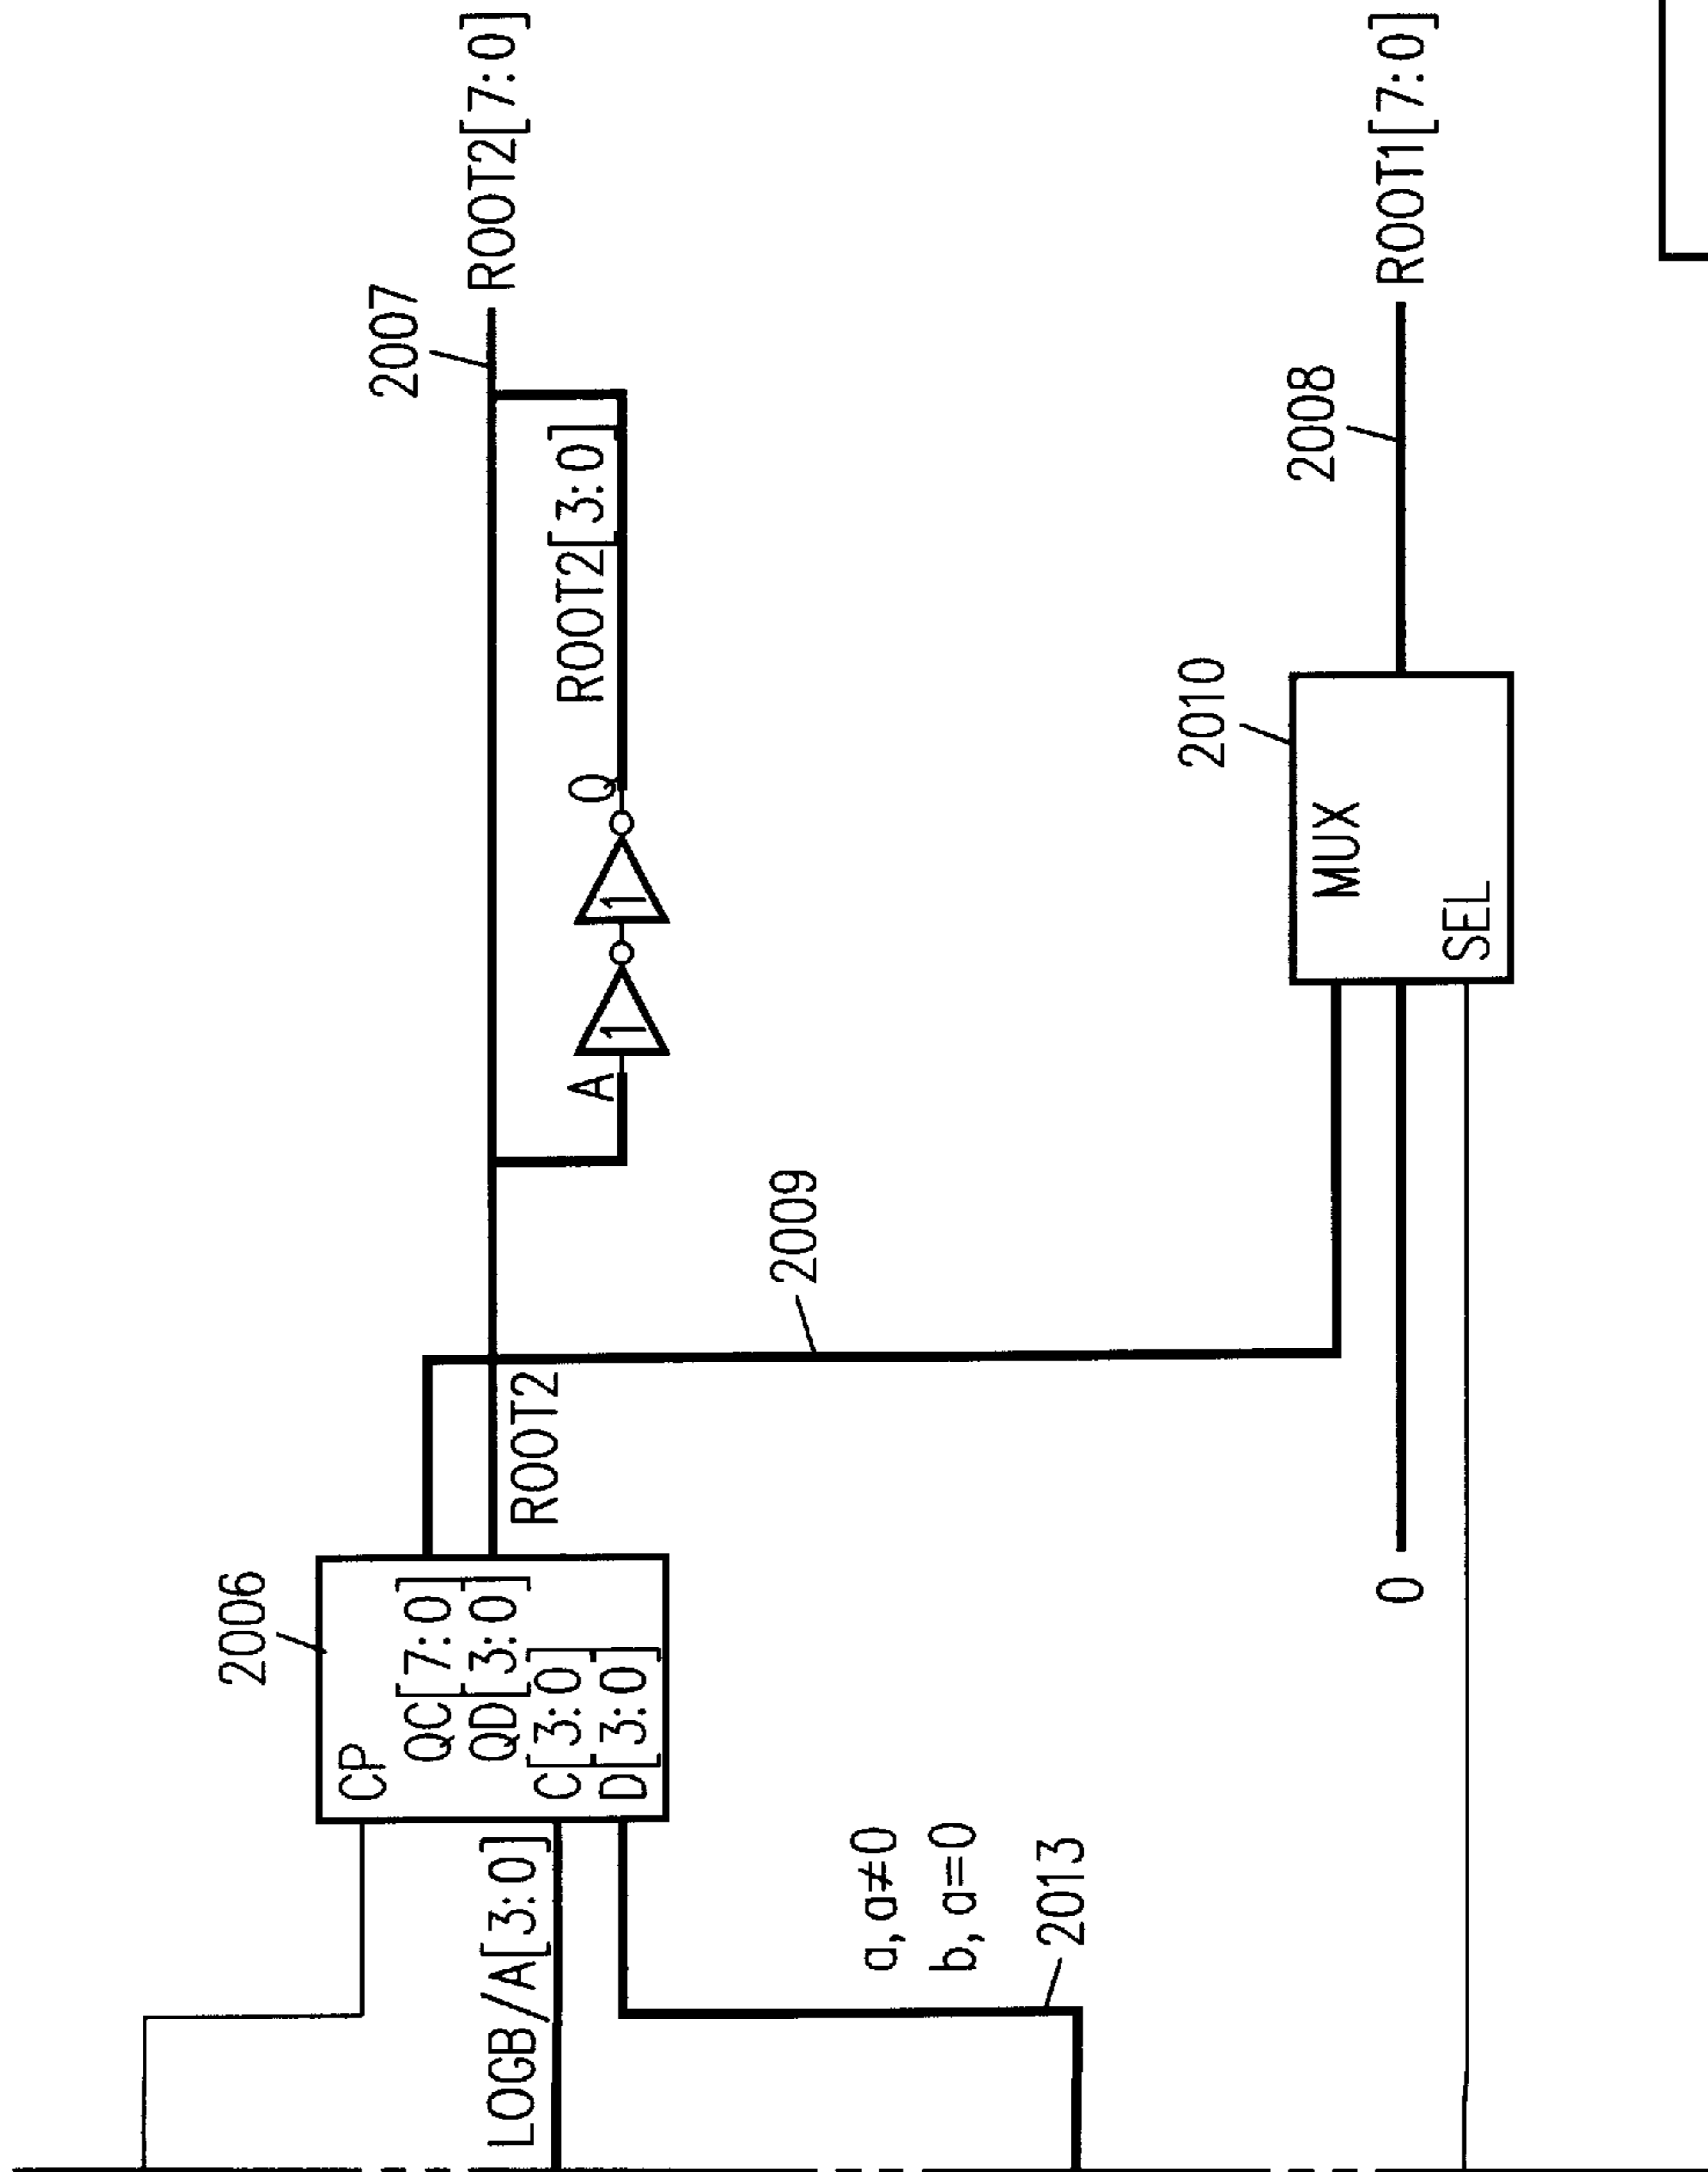 2006
CP
QC[7:0]
QD[3:0]
C[3:0]
D[3:0]
LOGB/A[3:0]
a, a≠0
b, a=0
2013
ROOT2
2009
A
1
1
Q
ROOT2[3:0]
2007
ROOT2[7:0]
0
2010
MUX
SEL
2008
ROOT1[7:0]